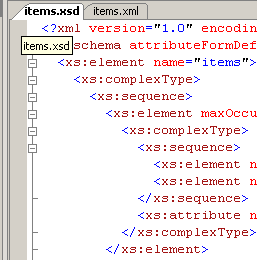 items.xsd items.xml
<?xml version="1.0" encodin
schema attributeFormDef
items.xsd
<xs:element name="items">
<xs:complexType>
<xs:sequence>
<xs:element maxOccu
<xs:complexType>
<xs:sequence>
<xs:element n
<xs:element n
</xs:sequence>
<xs:attribute n
</xs:complexType>
</xs:element>